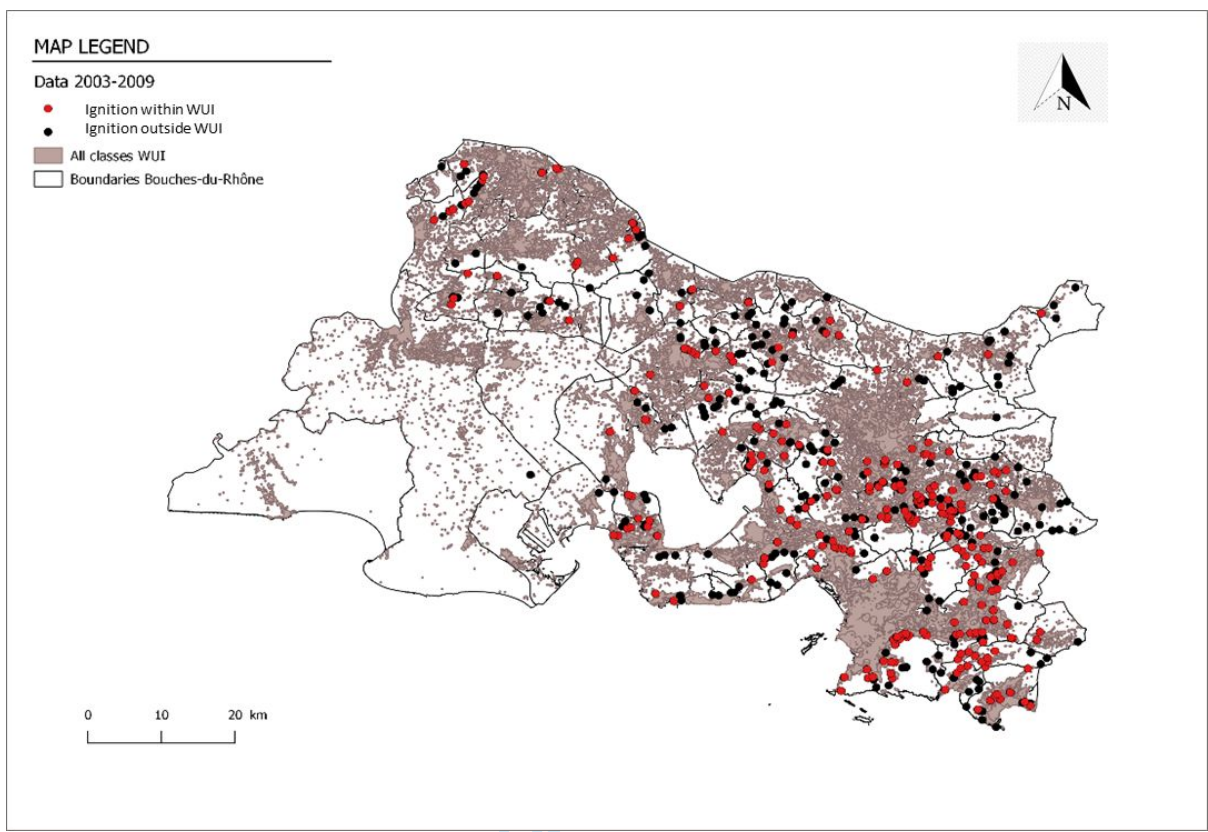 MAP LEGEND
Data 2003-2009
Ignition within WUI
Ignition outside WUI
All classes WUI
Boundaries Bouches-du-Rhône
N
0 10 20 km